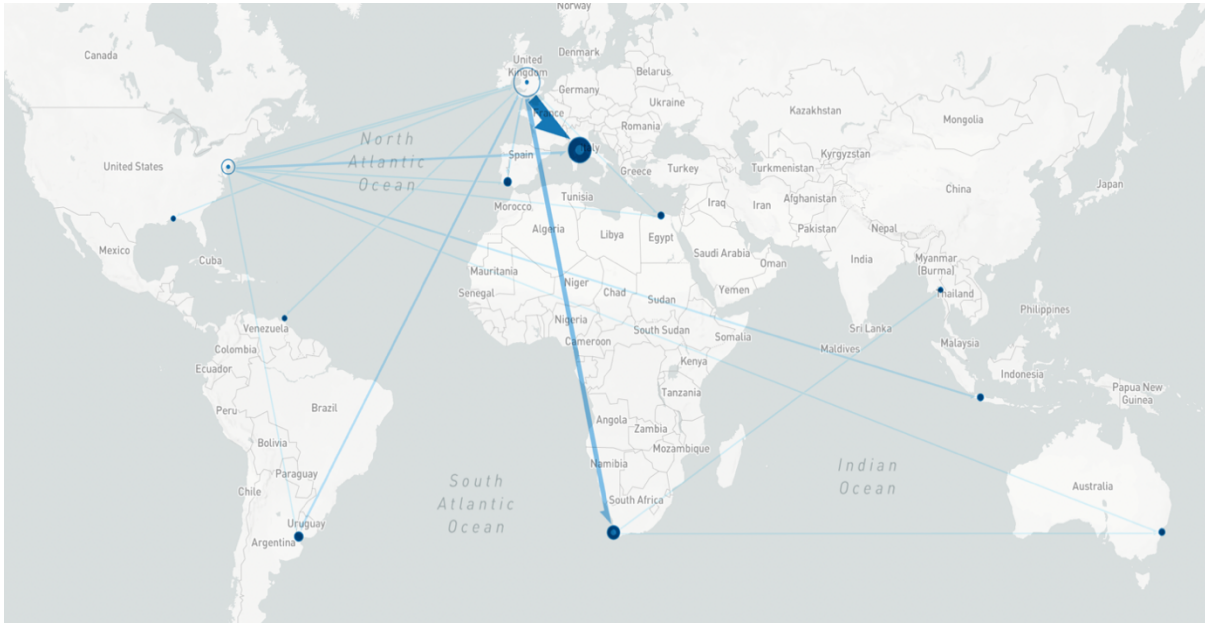 Norway
Canada
United
Kingdom
Denmark
Belarus
Germany
Ukraine
Kazakhstan
France
Mongolia
Romania
North
Atlantic
Ocean
United States
Spain
Greece
Turkey
Turkmenistan
Kyrgyzstan
China
Japan
Tunisia
Morocco
Iraq
Iran
Afghanistan
Algeria
Libya
Egypt
Pakistan
Nepal
Mexico
Cuba
Saudi Arabia
Oman
India
Myanmar
(Burma)
Mauritania
Niger
Chad
Sudan
Yemen
Thailand
Senegal
Philippines
Venezuela
Nigeria
South Sudan
Somalia
Sri Lanka
Cameroon
Maldives
Malaysia
Colombia
Ecuador
Kenya
Indonesia
Tanzania
Papua New
Guinea
Peru
Brazil
Angola
Zambia
Bolivia
Mozambique
Namibia
Indian
Ocean
Paraguay
South
Atlantic
Ocean
Chile
South Africa
Australia
Uruguay
Argentina